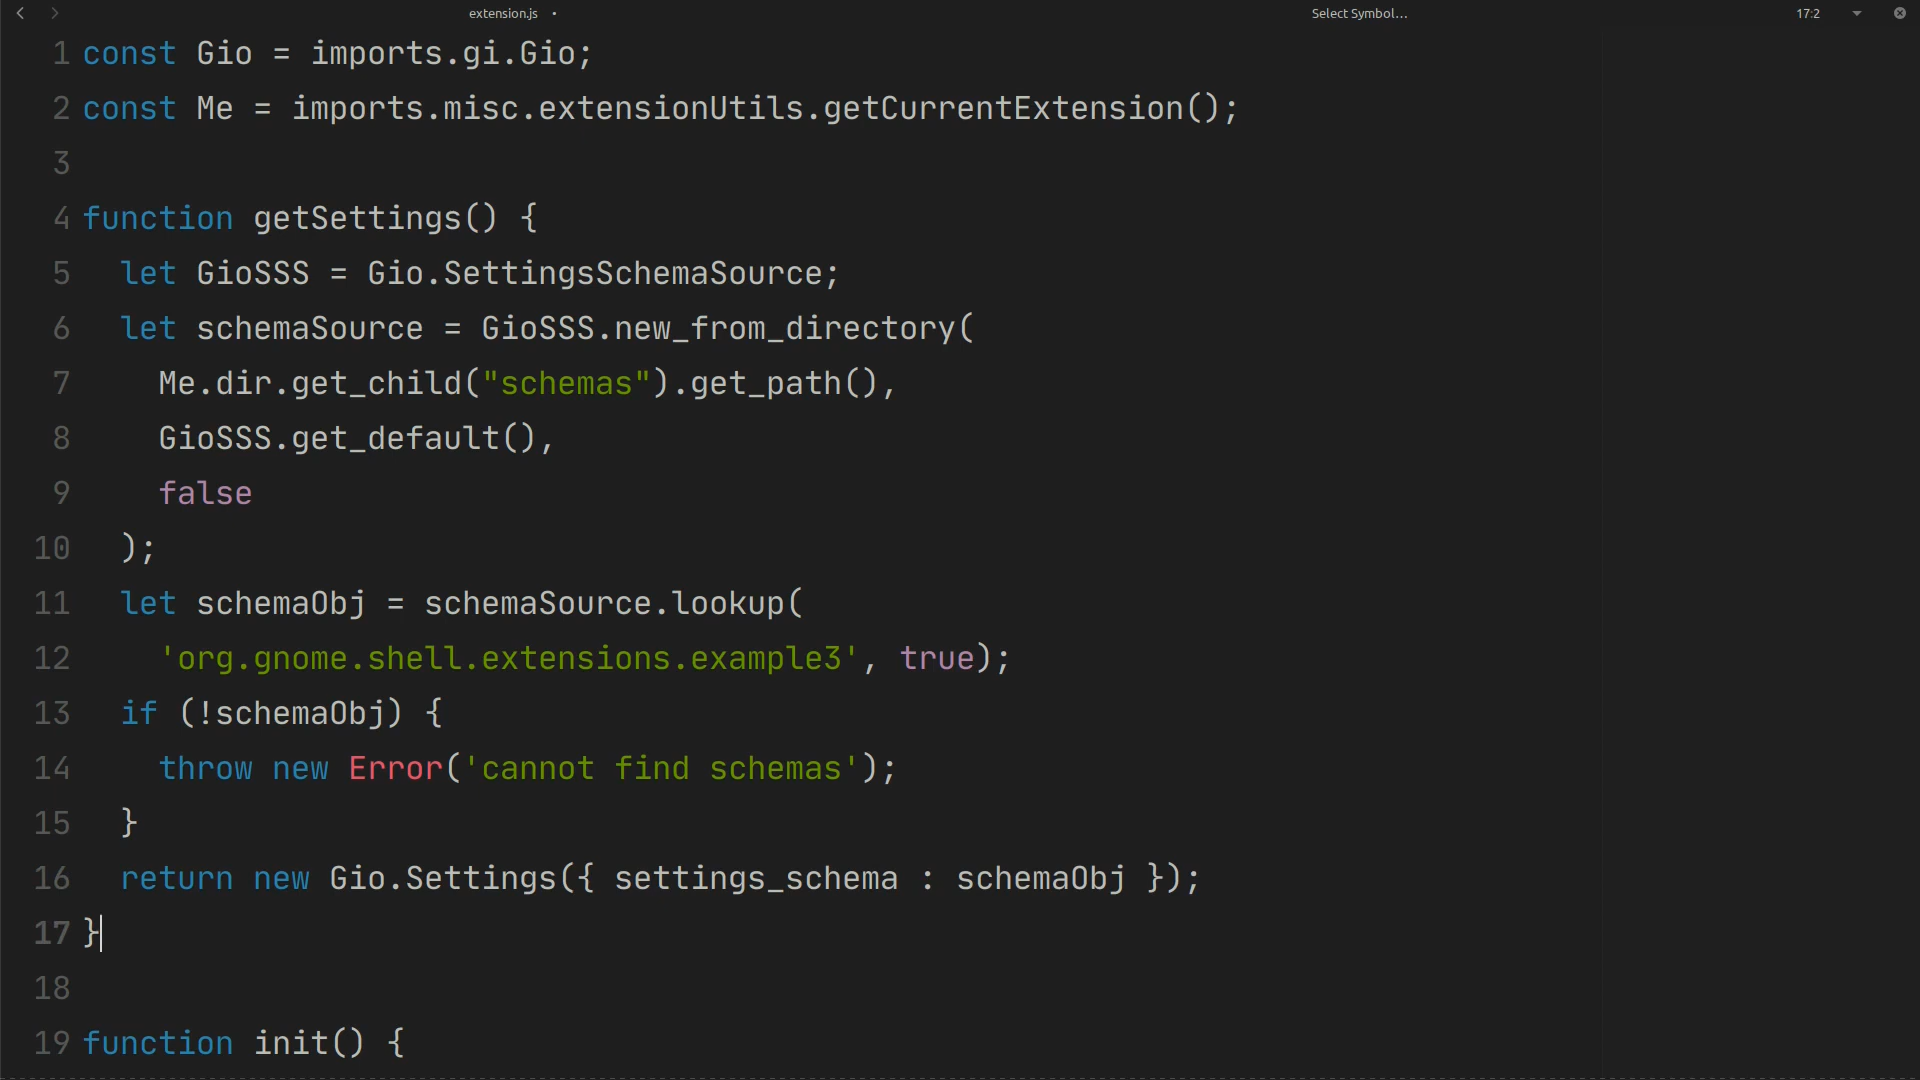 extension.js •
Select Symbol...
17:2
1 const Gio = imports.gi.Gio;
2 const Me = imports.misc.extensionUtils.getCurrentExtension();
3
4 function getSettings() {
5   let GioSSS = Gio.SettingsSchemaSource;
6   let schemaSource = GioSSS.new_from_directory(
7     Me.dir.get_child("schemas").get_path(),
8     GioSSS.get_default(),
9     false
10   );
11   let schemaObj = schemaSource.lookup(
12     'org.gnome.shell.extensions.example3', true);
13   if (!schemaObj) {
14     throw new Error('cannot find schemas');
15   }
16   return new Gio.Settings({ settings_schema : schemaObj });
17 }
18
19 function init() {